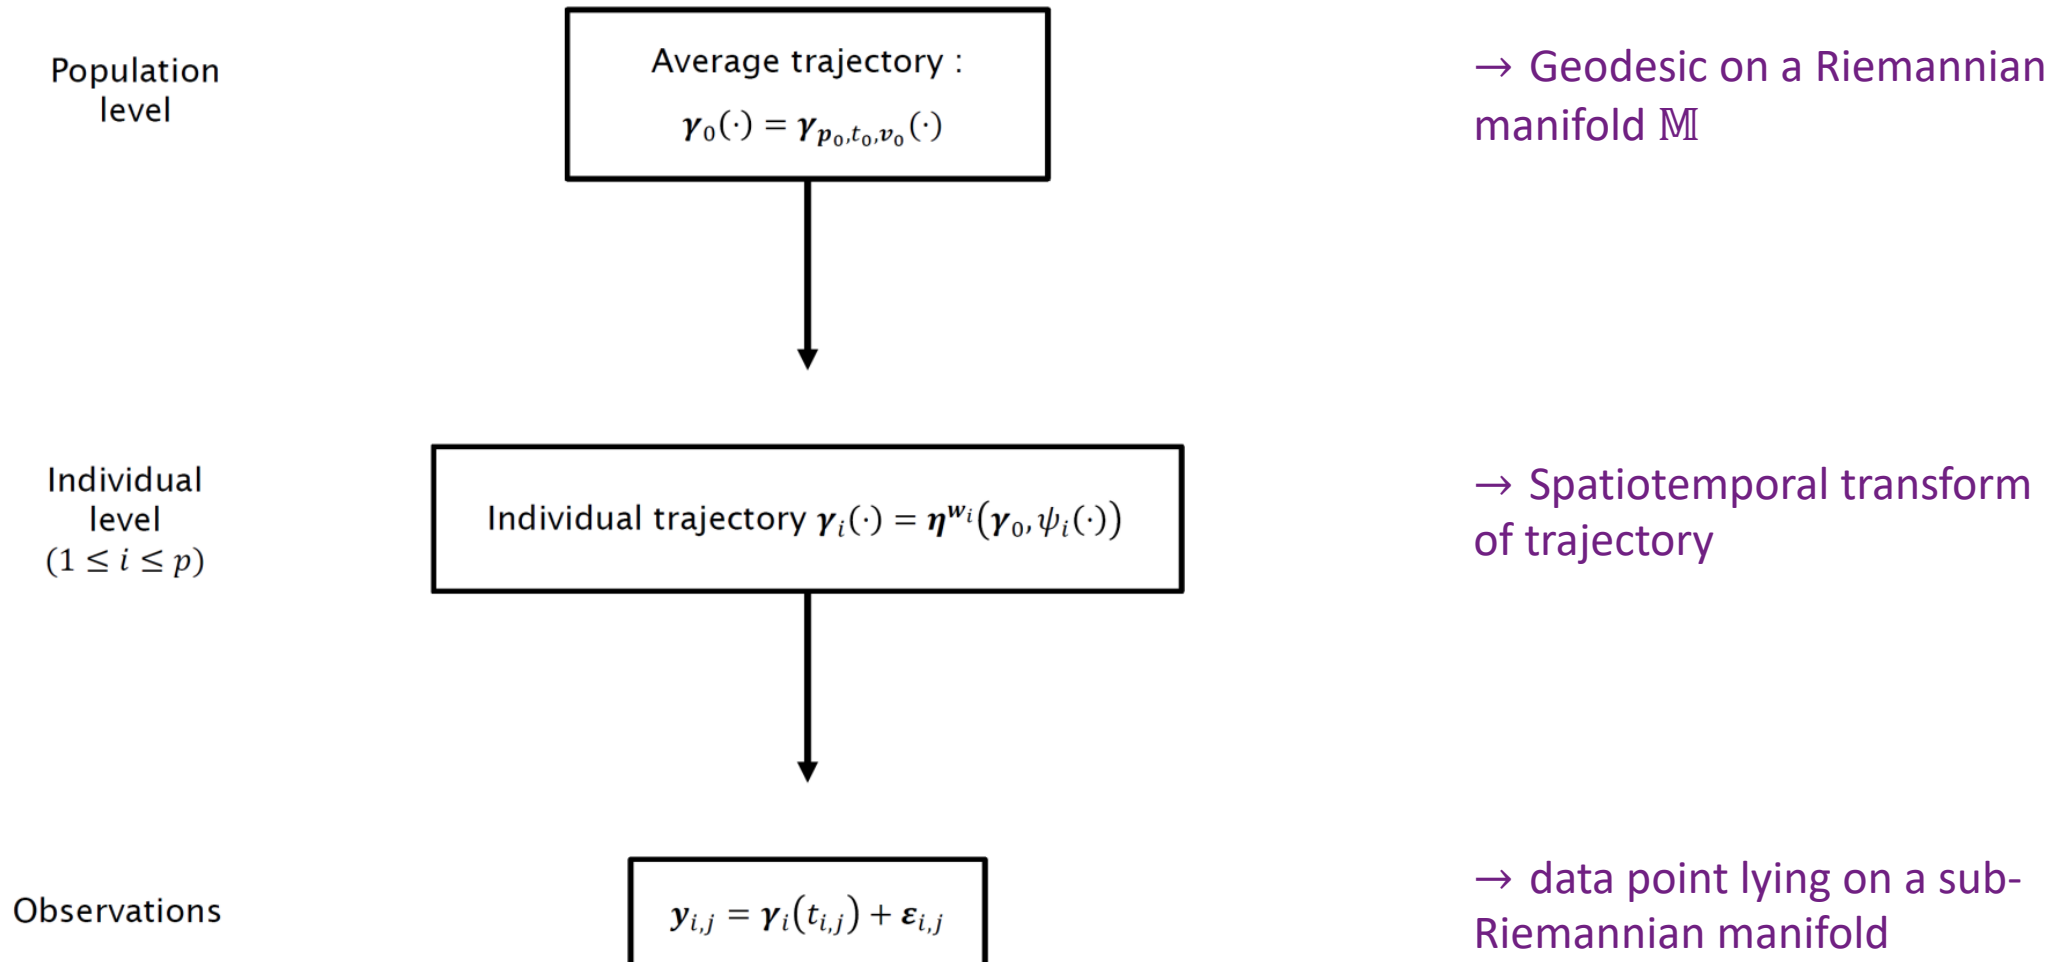 Population
level
Average trajectory :
𝜸₀(·) = 𝜸_{𝒑₀,t₀,𝒗₀}(·)
→ Geodesic on a Riemannian
manifold 𝕄
Individual
level
(1 ≤ i ≤ p)
Individual trajectory 𝜸ᵢ(·) = 𝜼^{𝒘ᵢ}(𝜸₀, ψᵢ(·))
→ Spatiotemporal transform
of trajectory
Observations
𝒚_{i,j} = 𝜸ᵢ(t_{i,j}) + 𝜺_{i,j}
→ data point lying on a sub-
Riemannian manifold